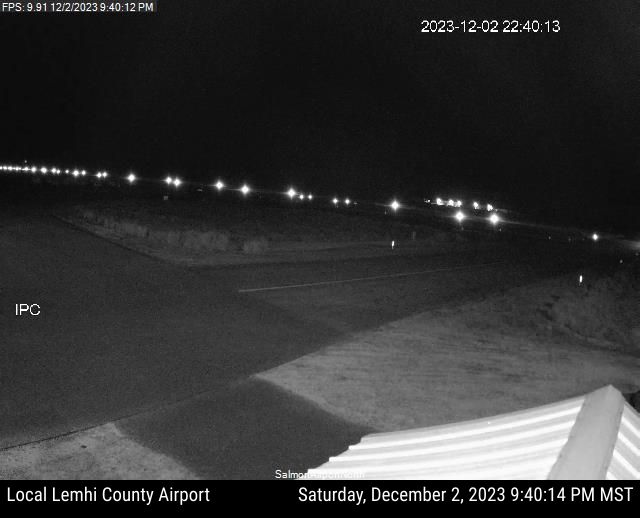 FPS: 9.91 12/2/2023 9:40:12 PM
2023-12-02 22:40:13
IPC
Local Lemhi County Airport
Saturday, December 2, 2023 9:40:14 PM MST